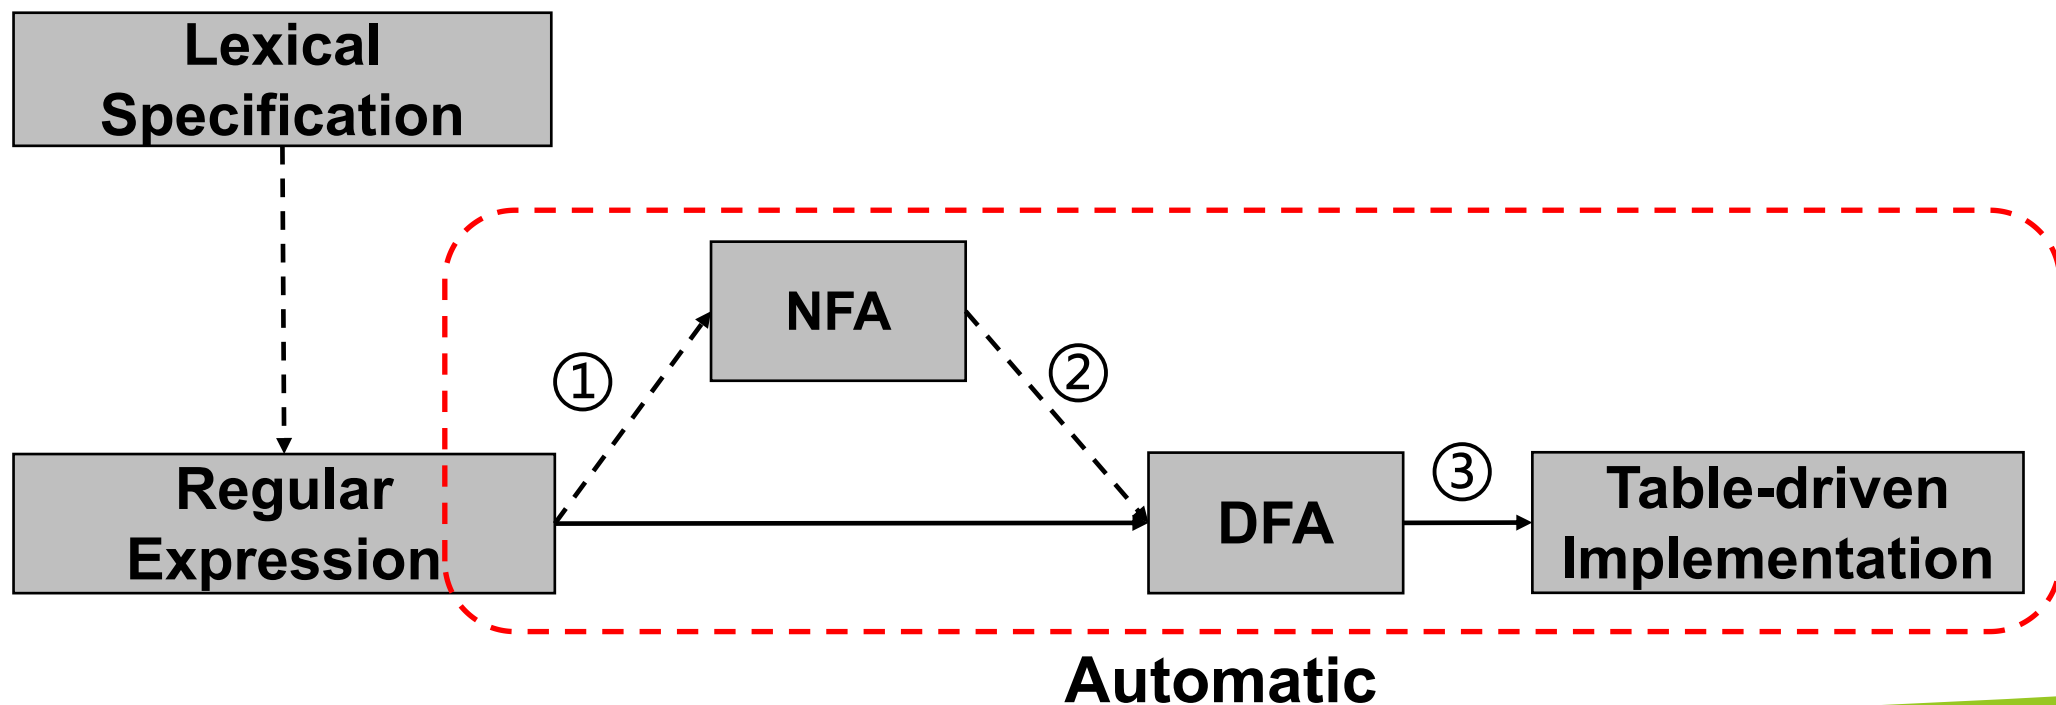 Lexical
Specification
NFA
①
②
③
Regular
Expression
DFA
Table-driven
Implementation
Automatic